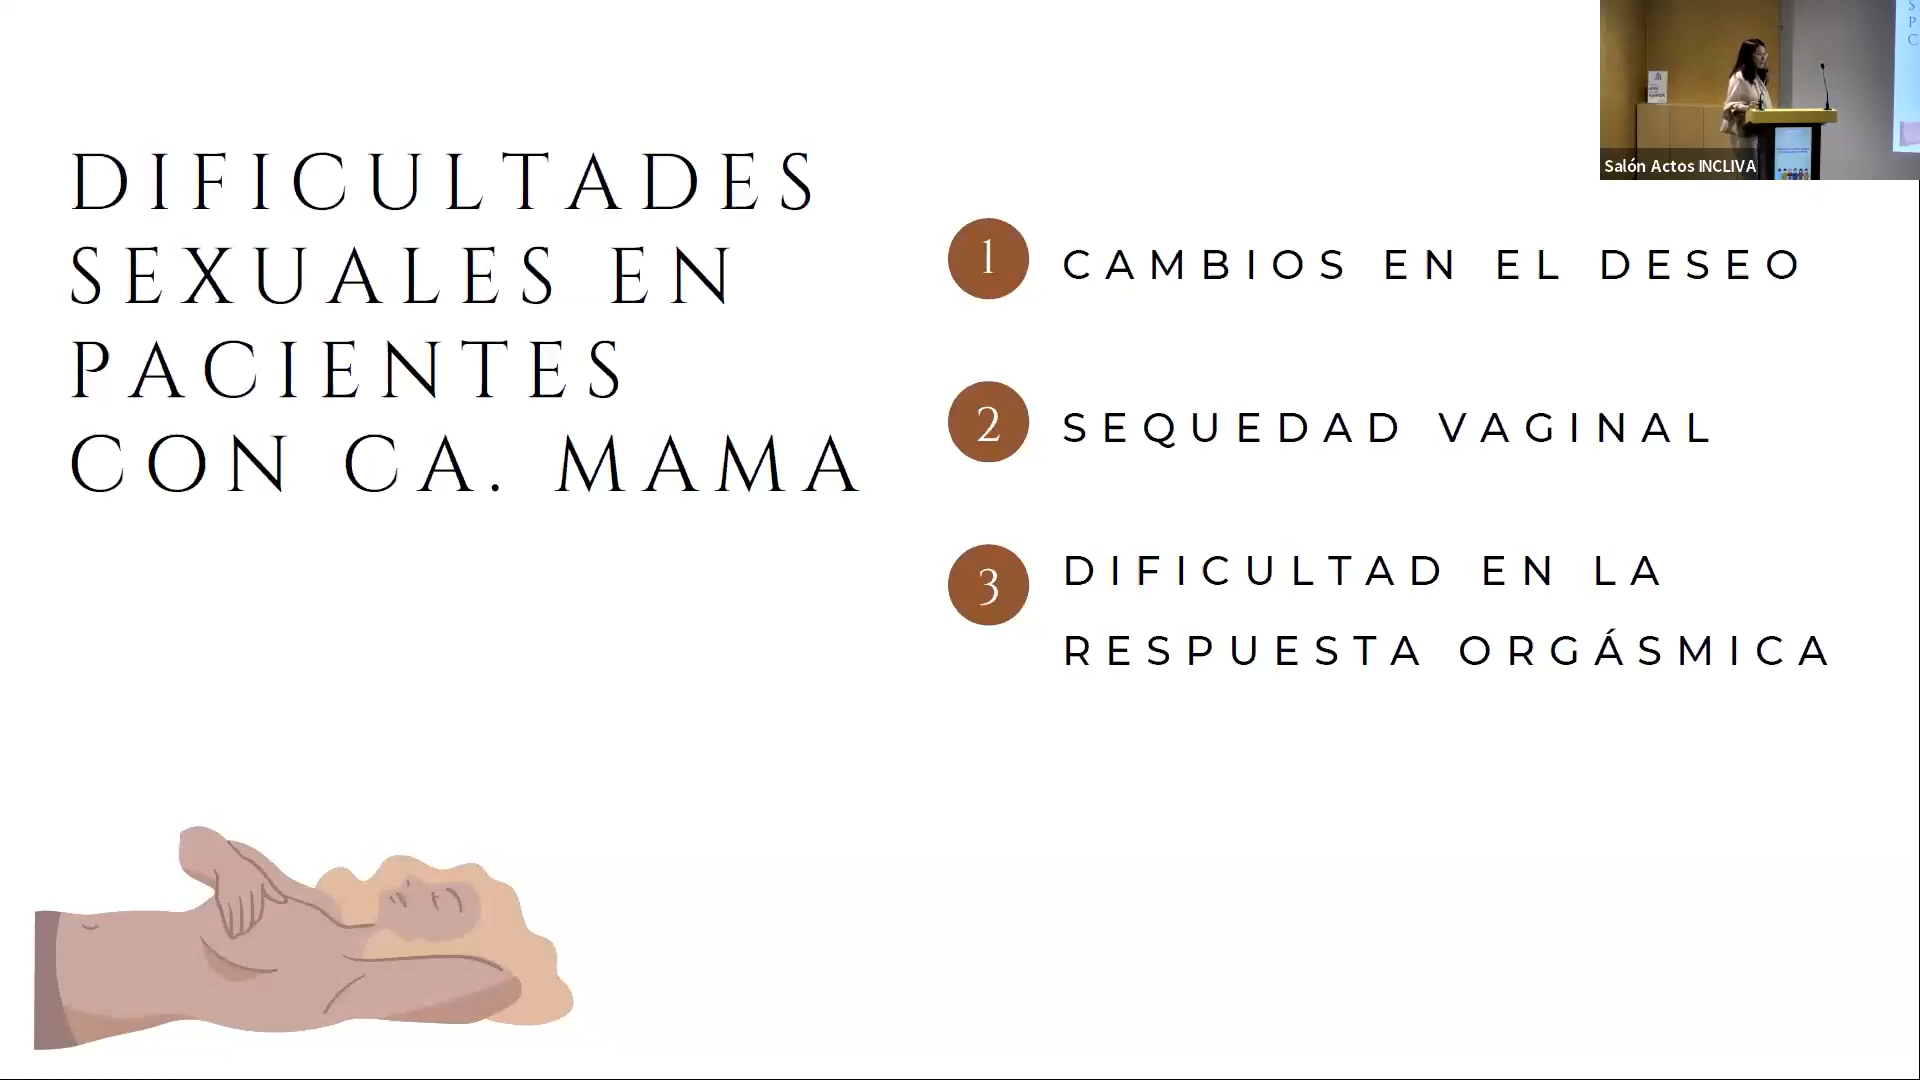 DIFICULTADES
SEXUALES EN
PACIENTES
CON CA. MAMA
1 CAMBIOS EN EL DESEO
2 SEQUEDAD VAGINAL
3 DIFICULTAD EN LA
RESPUESTA ORGÁSMICA
Salón Actos INCLIVA
S
P
C